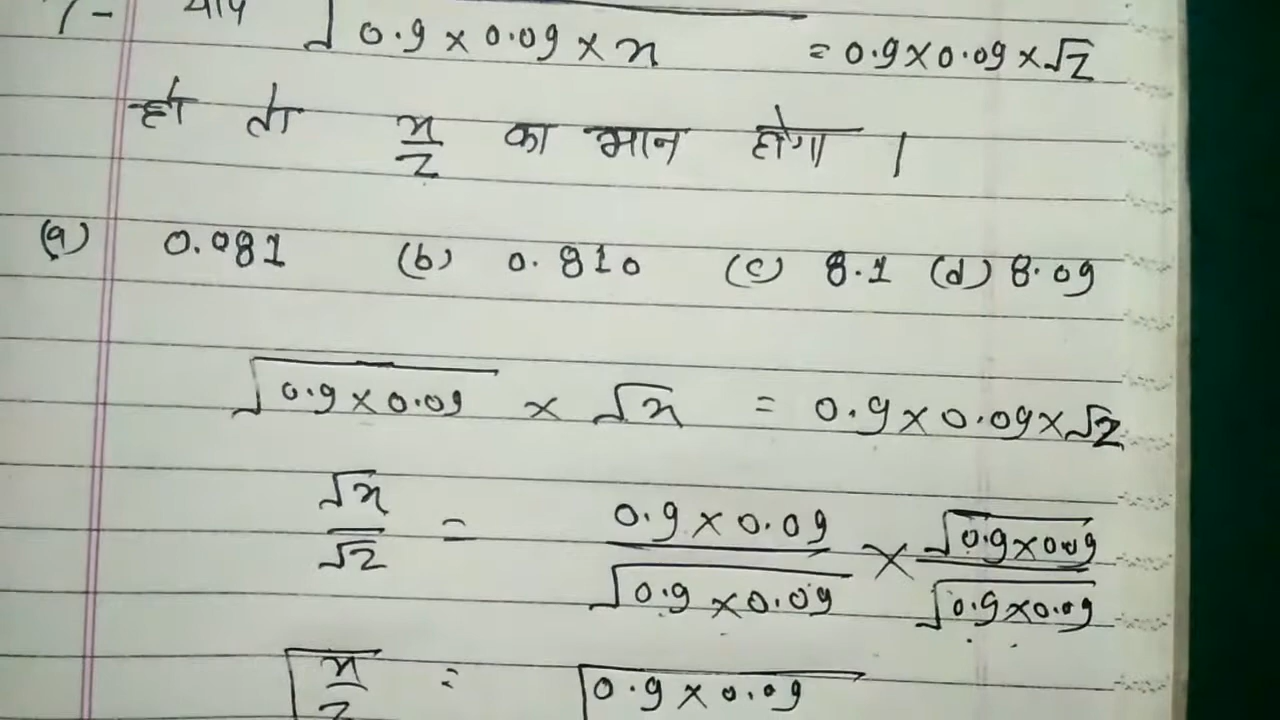 √0.9 × 0.09 × x = 0.9 × 0.09 × √z
हो तो x/z का मान होगा ।
(a) 0.081 (b) 0.810 (c) 8.1 (d) 8.09
√0.9 × 0.09 × √x = 0.9 × 0.09 × √z
√x/√z = 0.9 × 0.09/√0.9 × 0.09 × √0.9 × 0.09/√0.9 × 0.09
√x/z = √0.9 × 0.09